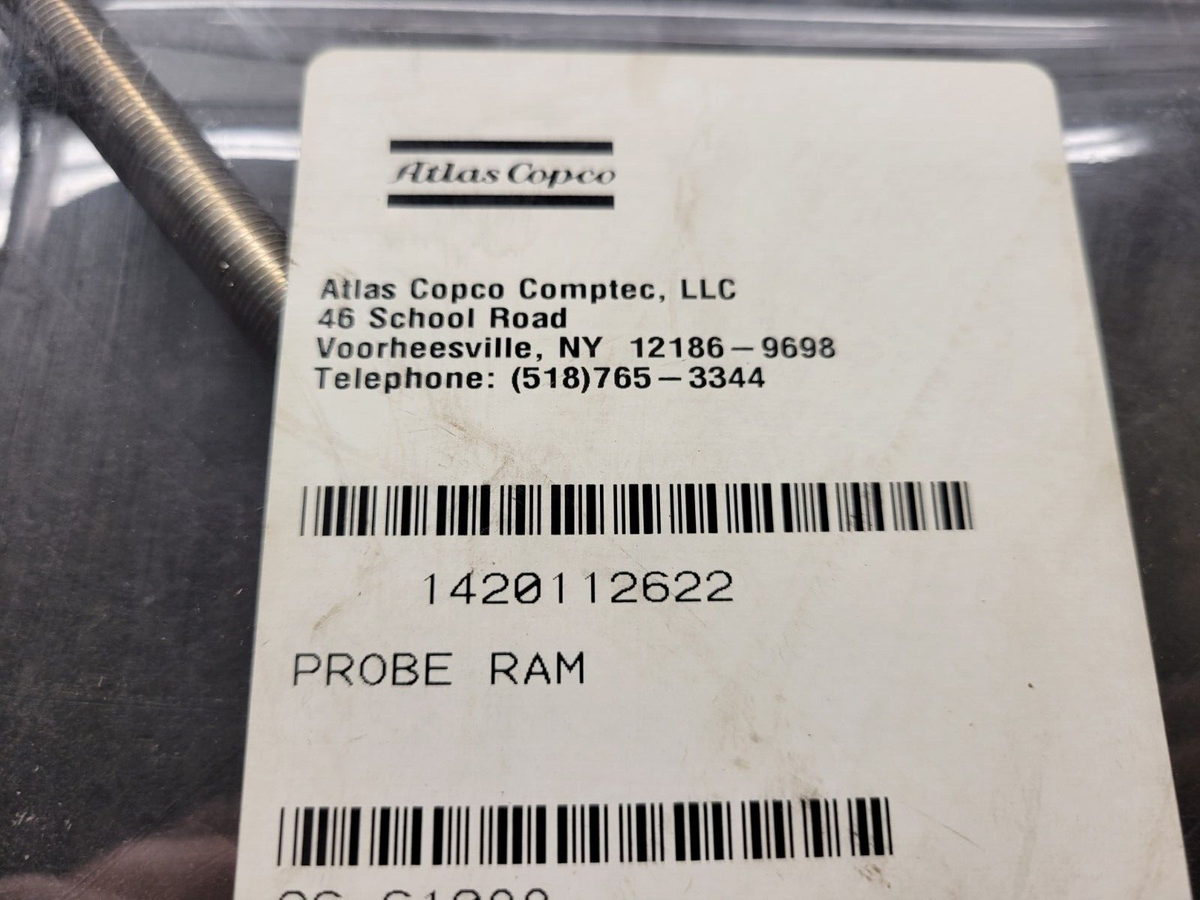 Atlas Copco
Atlas Copco Comptec, LLC
46 School Road
Voorheesville, NY 12186-9698
Telephone: (518)765-3344
1420112622
PROBE RAM